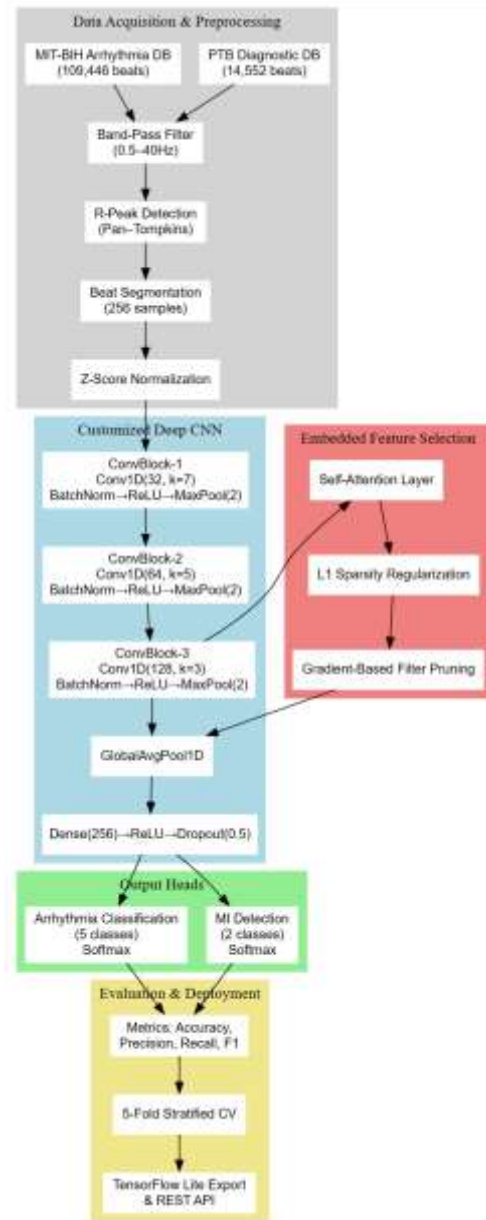 Data Acquisition & Preprocessing
MIT-BIH Arrhythmia DB
(109,446 beats)
PTB Diagnostic DB
(14,552 beats)
Band-Pass Filter
(0.5–40Hz)
R-Peak Detection
(Pan–Tompkins)
Beat Segmentation
(256 samples)
Z-Score Normalization
Customized Deep CNN
ConvBlock-1
Conv1D(32, k=7)
BatchNorm→ReLU→MaxPool(2)
ConvBlock-2
Conv1D(64, k=5)
BatchNorm→ReLU→MaxPool(2)
ConvBlock-3
Conv1D(128, k=3)
BatchNorm→ReLU→MaxPool(2)
Embedded Feature Selection
Self-Attention Layer
L1 Sparsity Regularization
Gradient-Based Filter Pruning
GlobalAvgPool1D
Dense(256)→ReLU→Dropout(0.5)
Output Heads
Arrhythmia Classification
(5 classes)
Softmax
MI Detection
(2 classes)
Softmax
Evaluation & Deployment
Metrics: Accuracy,
Precision, Recall, F1
5-Fold Stratified CV
TensorFlow Lite Export
& REST API